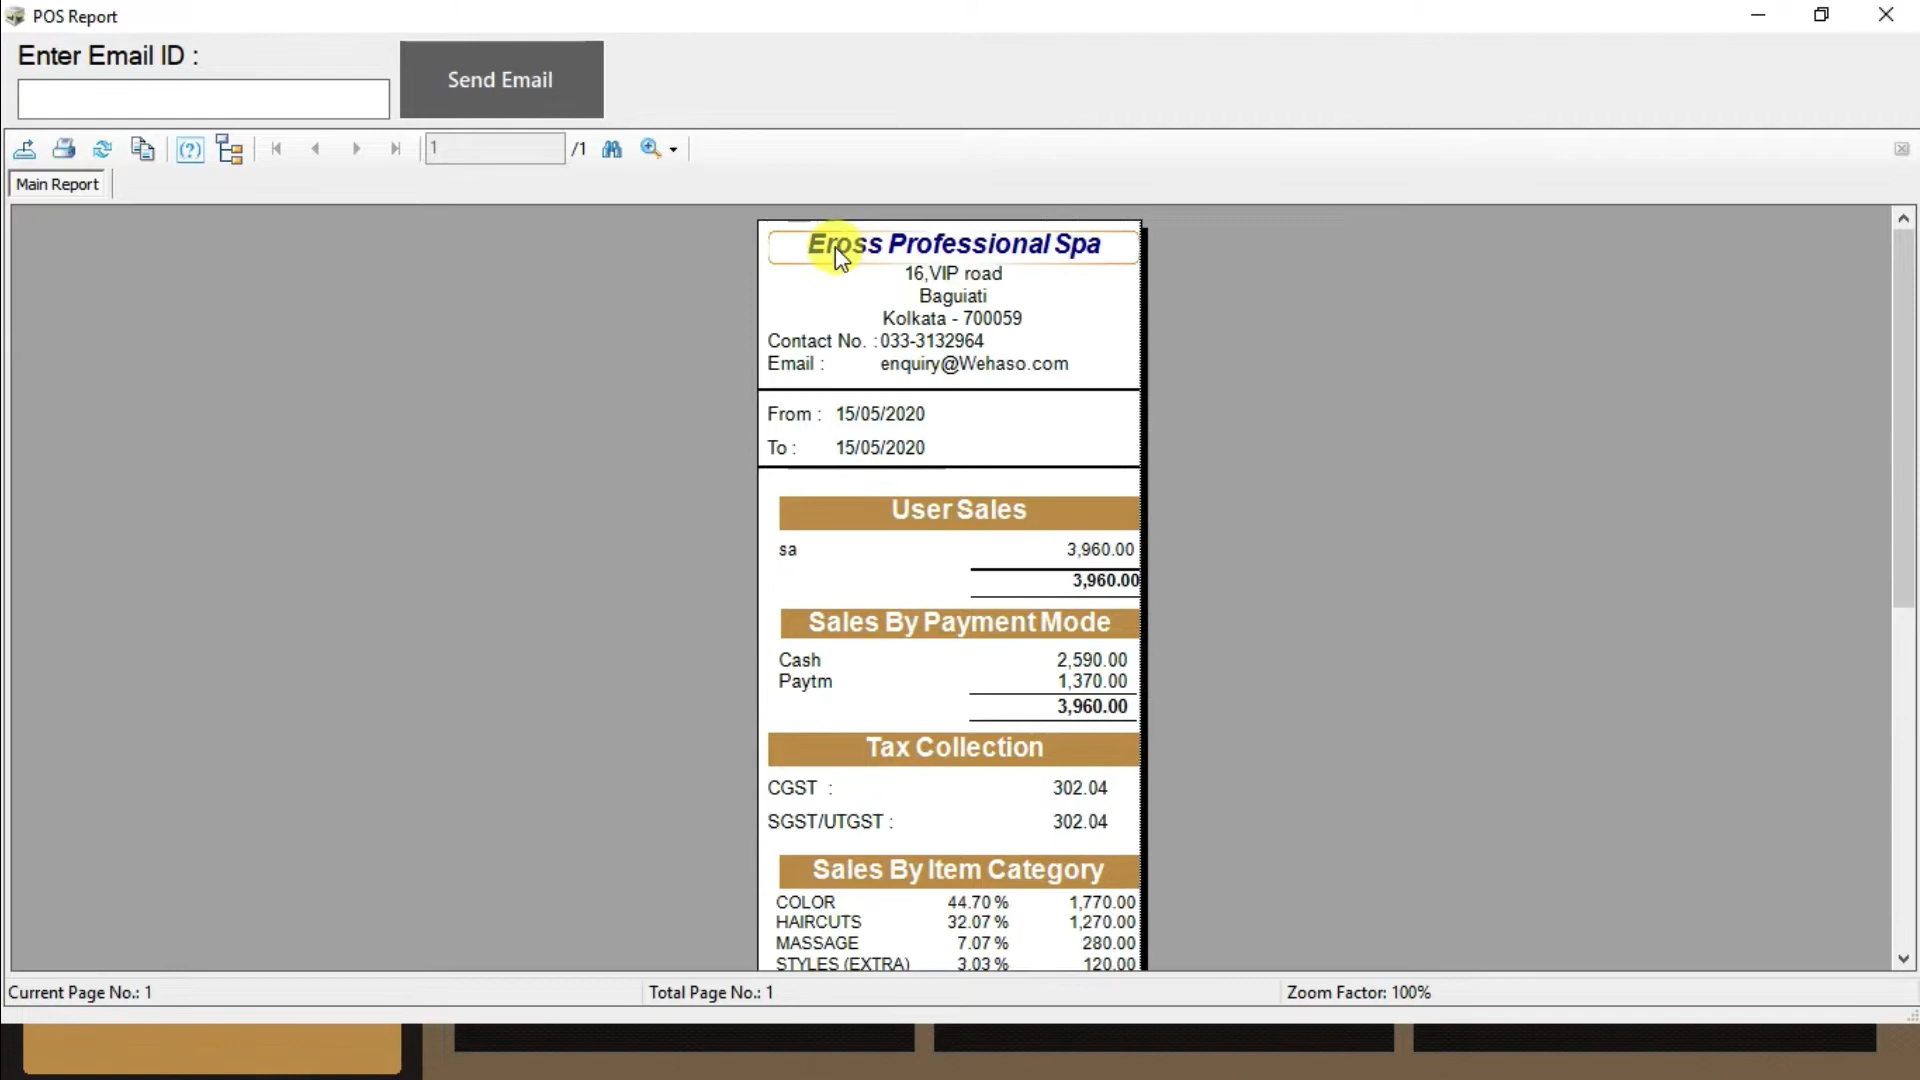 POS Report
Enter Email ID :
Send Email
1 /1
Main Report
Eross Professional Spa
16,VIP road
Baguiati
Kolkata - 700059
Contact No. : 033-3132964
Email : enquiry@Wehaso.com
From : 15/05/2020
To : 15/05/2020
User Sales
sa 3,960.00
3,960.00
Sales By Payment Mode
Cash 2,590.00
Paytm 1,370.00
3,960.00
Tax Collection
CGST : 302.04
SGST/UTGST : 302.04
Sales By Item Category
COLOR 44.70 % 1,770.00
HAIRCUTS 32.07 % 1,270.00
MASSAGE 7.07 % 280.00
STYLES (EXTRA) 3.03 % 120.00
Current Page No.: 1 Total Page No.: 1 Zoom Factor: 100%